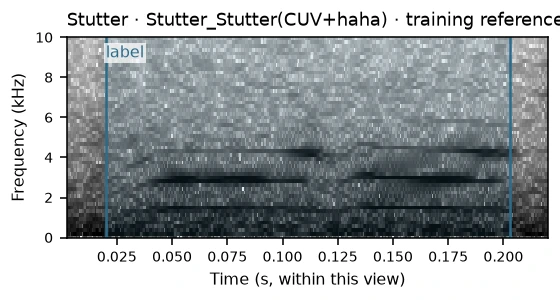 Stutter · Stutter_Stutter(CUV+haha) · training reference
label
10
8
6
4
2
0
Frequency (kHz)
0.025 0.050 0.075 0.100 0.125 0.150 0.175 0.200
Time (s, within this view)